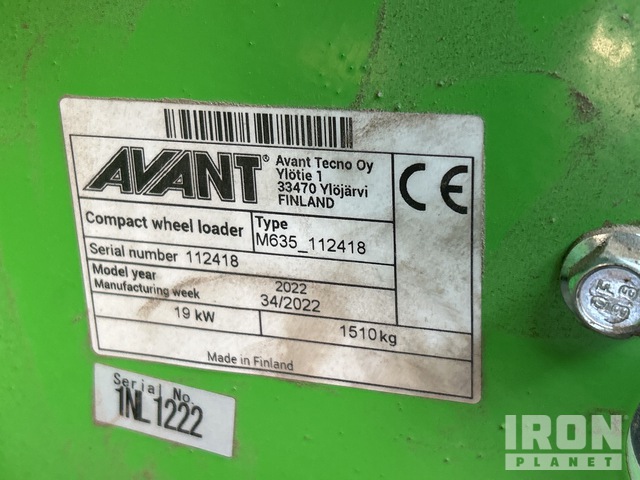 AVANT®
Avant Tecno Oy
Ylötie 1
33470 Ylöjärvi
FINLAND
CE
Compact wheel loader
Type
M635_112418
Serial number 112418
Model year 2022
Manufacturing week 34/2022
19 kW
1510kg
Made in Finland
Serial No.
1NL1222
IRON
PLANET